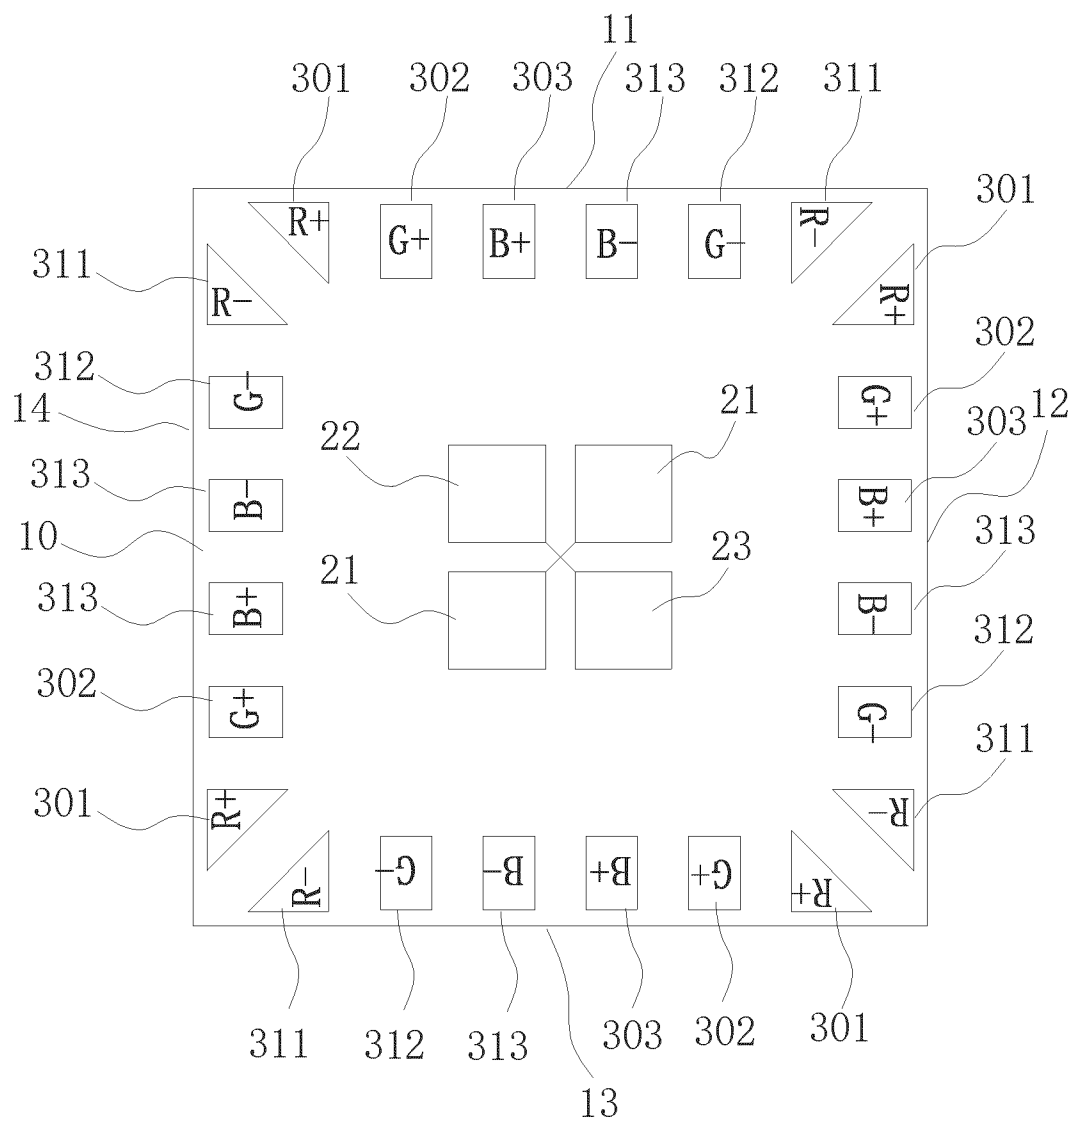 11
301 302 303 313 312 311
R+ G+ B+ B- G- R-
301
311
R- R+
302
312
G- G+
14
21
12
303
22
313
B- B+
10
313
23
21
313
B+ B-
312
302
G+ G-
311
301
R+ R-
R- G- B- B+ G+ R+
311 312 313 303 302 301
13